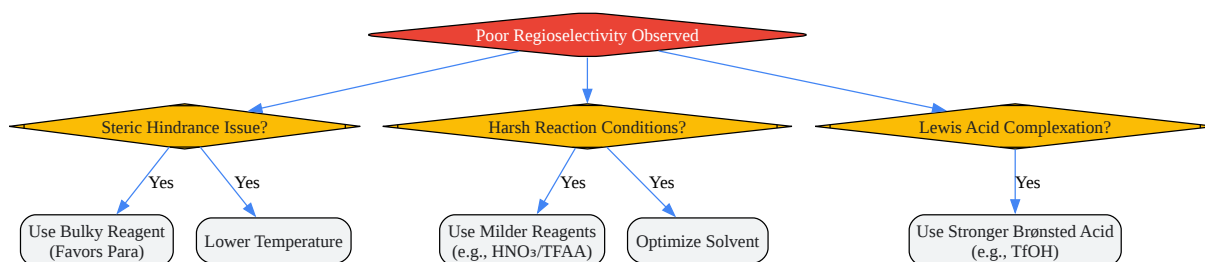 Poor Regioselectivity Observed
Steric Hindrance Issue?
Harsh Reaction Conditions?
Lewis Acid Complexation?
Yes
Yes
Yes
Yes
Yes
Use Bulky Reagent
(Favors Para)
Lower Temperature
Use Milder Reagents
(e.g., HNO₃/TFAA)
Optimize Solvent
Use Stronger Brønsted Acid
(e.g., TfOH)